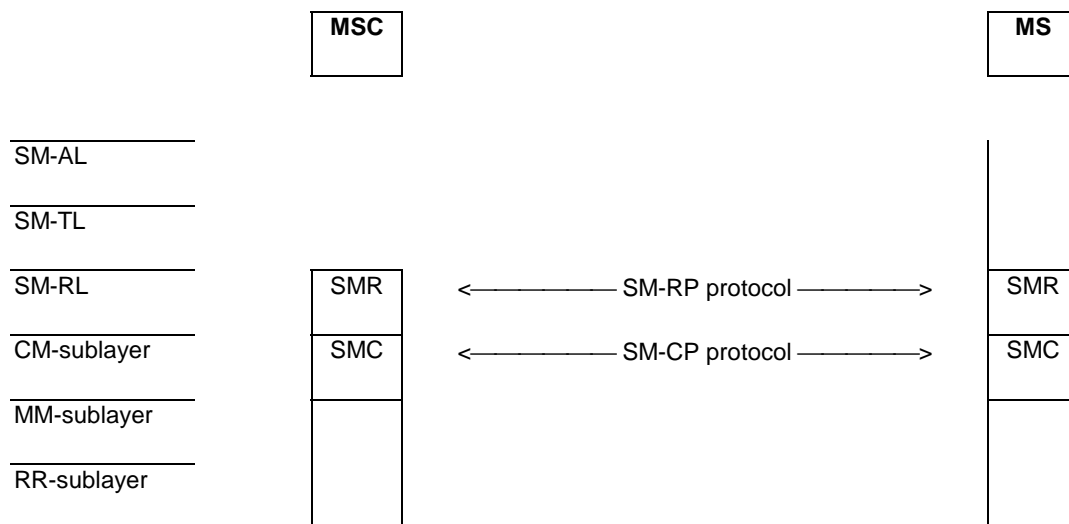 MSC MS
SM-AL
SM-TL
SM-RL SMR <—————— SM-RP protocol —————> SMR
CM-sublayer SMC <—————— SM-CP protocol —————> SMC
MM-sublayer
RR-sublayer